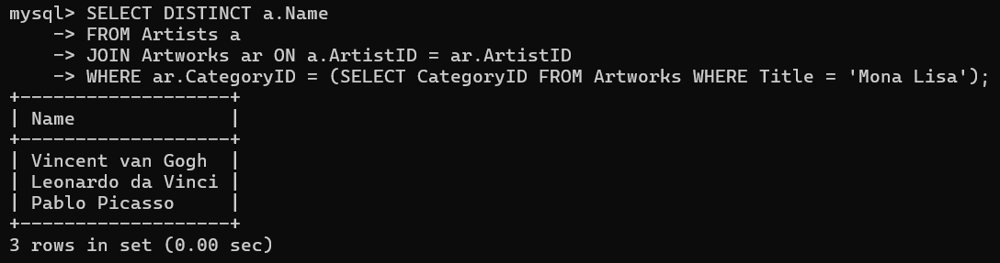 mysql> SELECT DISTINCT a.Name
    -> FROM Artists a
    -> JOIN Artworks ar ON a.ArtistID = ar.ArtistID
    -> WHERE ar.CategoryID = (SELECT CategoryID FROM Artworks WHERE Title = 'Mona Lisa');
+-------------------+
| Name              |
+-------------------+
| Vincent van Gogh  |
| Leonardo da Vinci |
| Pablo Picasso     |
+-------------------+
3 rows in set (0.00 sec)